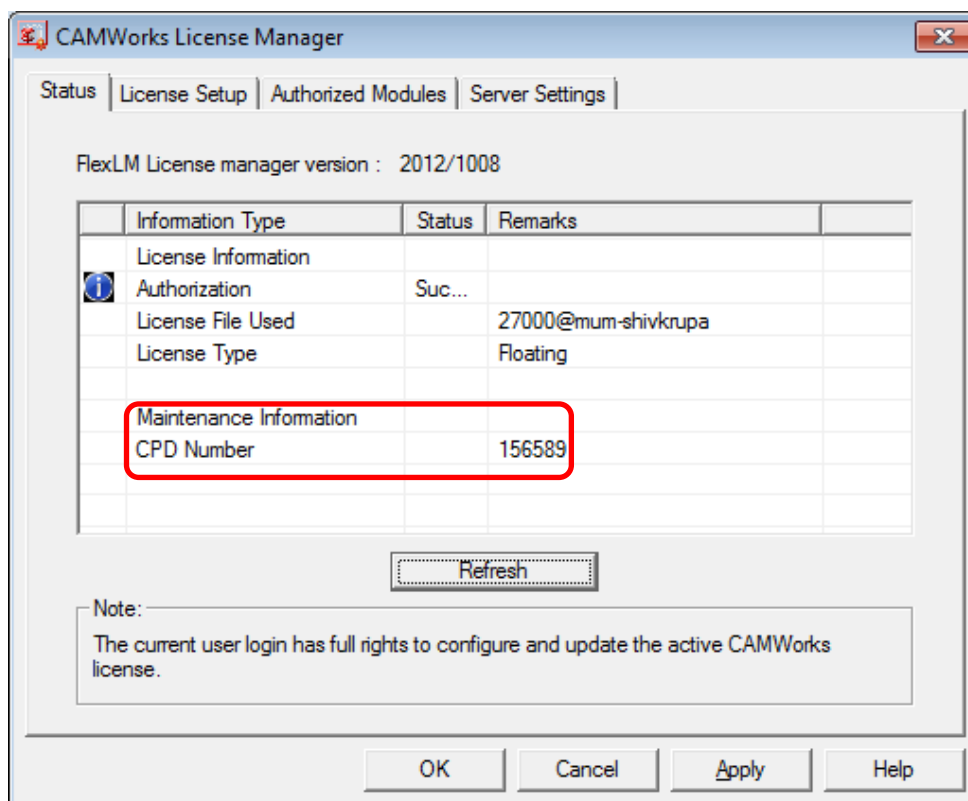 CAMWorks License Manager
Status License Setup Authorized Modules Server Settings
FlexLM License manager version : 2012/1008
Information Type Status Remarks
License Information
Authorization Suc...
License File Used 27000@mum-shivkrupa
License Type Floating
Maintenance Information
CPD Number 156589
Refresh
Note:
The current user login has full rights to configure and update the active CAMWorks
license.
OK Cancel Apply Help